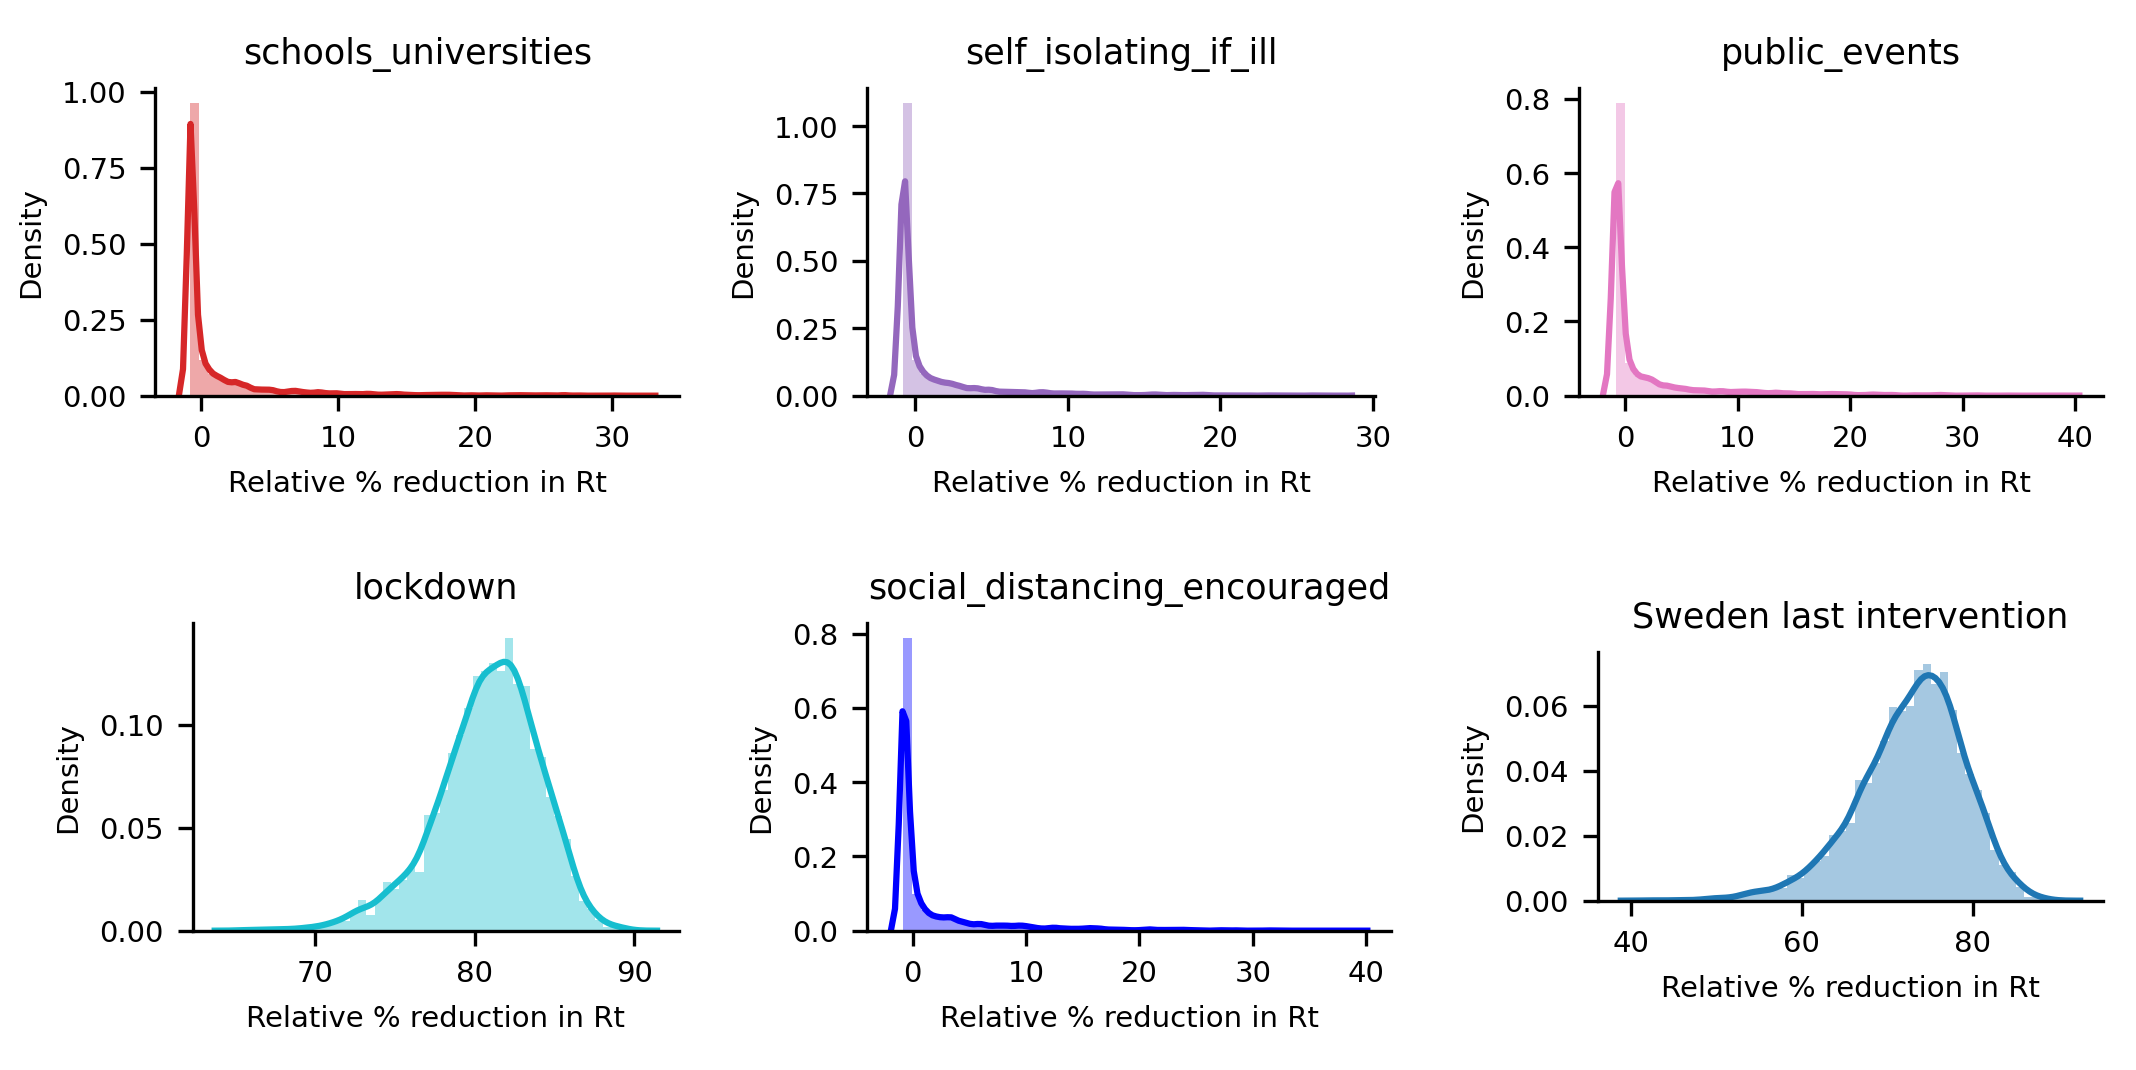 schools_universities
1.00
0.75
0.50
0.25
0.00
Density
0 10 20 30
Relative % reduction in Rt
self_isolating_if_ill
1.00
0.75
0.50
0.25
0.00
Density
0 10 20 30
Relative % reduction in Rt
public_events
0.8
0.6
0.4
0.2
0.0
Density
0 10 20 30 40
Relative % reduction in Rt
lockdown
0.10
0.05
0.00
Density
70 80 90
Relative % reduction in Rt
social_distancing_encouraged
0.8
0.6
0.4
0.2
0.0
Density
0 10 20 30 40
Relative % reduction in Rt
Sweden last intervention
0.06
0.04
0.02
0.00
Density
40 60 80
Relative % reduction in Rt